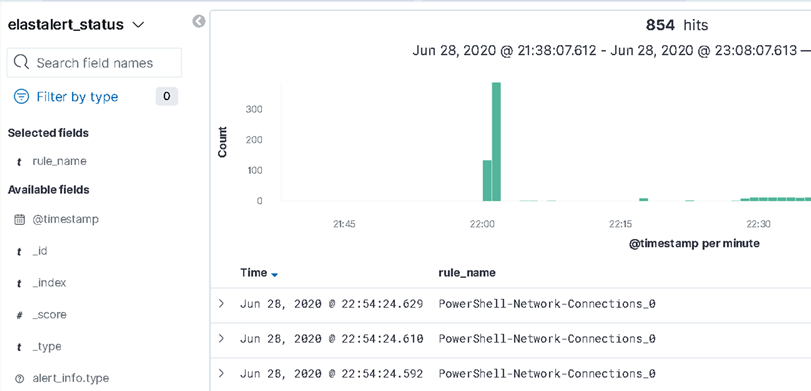 elastalert_status
Search field names
Filter by type 0
Selected fields
t rule_name
Available fields
@timestamp
t _id
t _index
# _score
t _type
alert_info.type
854 hits
Jun 28, 2020 @ 21:38:07.612 - Jun 28, 2020 @ 23:08:07.613 —
Count
300
200
100
0
21:45 22:00 22:15 22:30
@timestamp per minute
Time rule_name
Jun 28, 2020 @ 22:54:24.629 PowerShell-Network-Connections_0
Jun 28, 2020 @ 22:54:24.610 PowerShell-Network-Connections_0
Jun 28, 2020 @ 22:54:24.592 PowerShell-Network-Connections_0